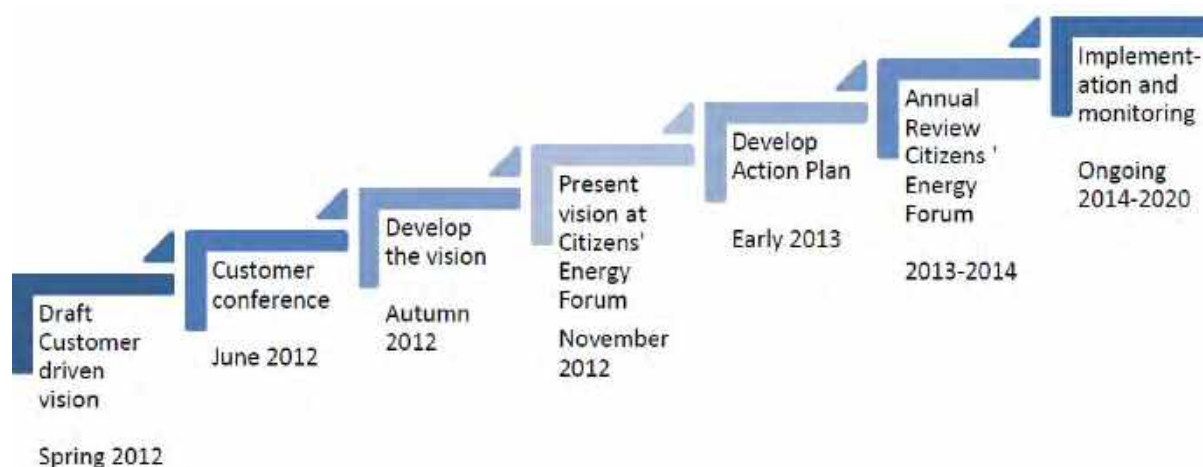 Draft
Customer
driven
vision
Spring 2012
Customer
conference
June 2012
Develop
the vision
Autumn
2012
Present
vision at
Citizens'
Energy
Forum
November
2012
Develop
Action Plan
Early 2013
Annual
Review
Citizens '
Energy
Forum
2013-2014
Implement-
ation and
monitoring
Ongoing
2014-2020